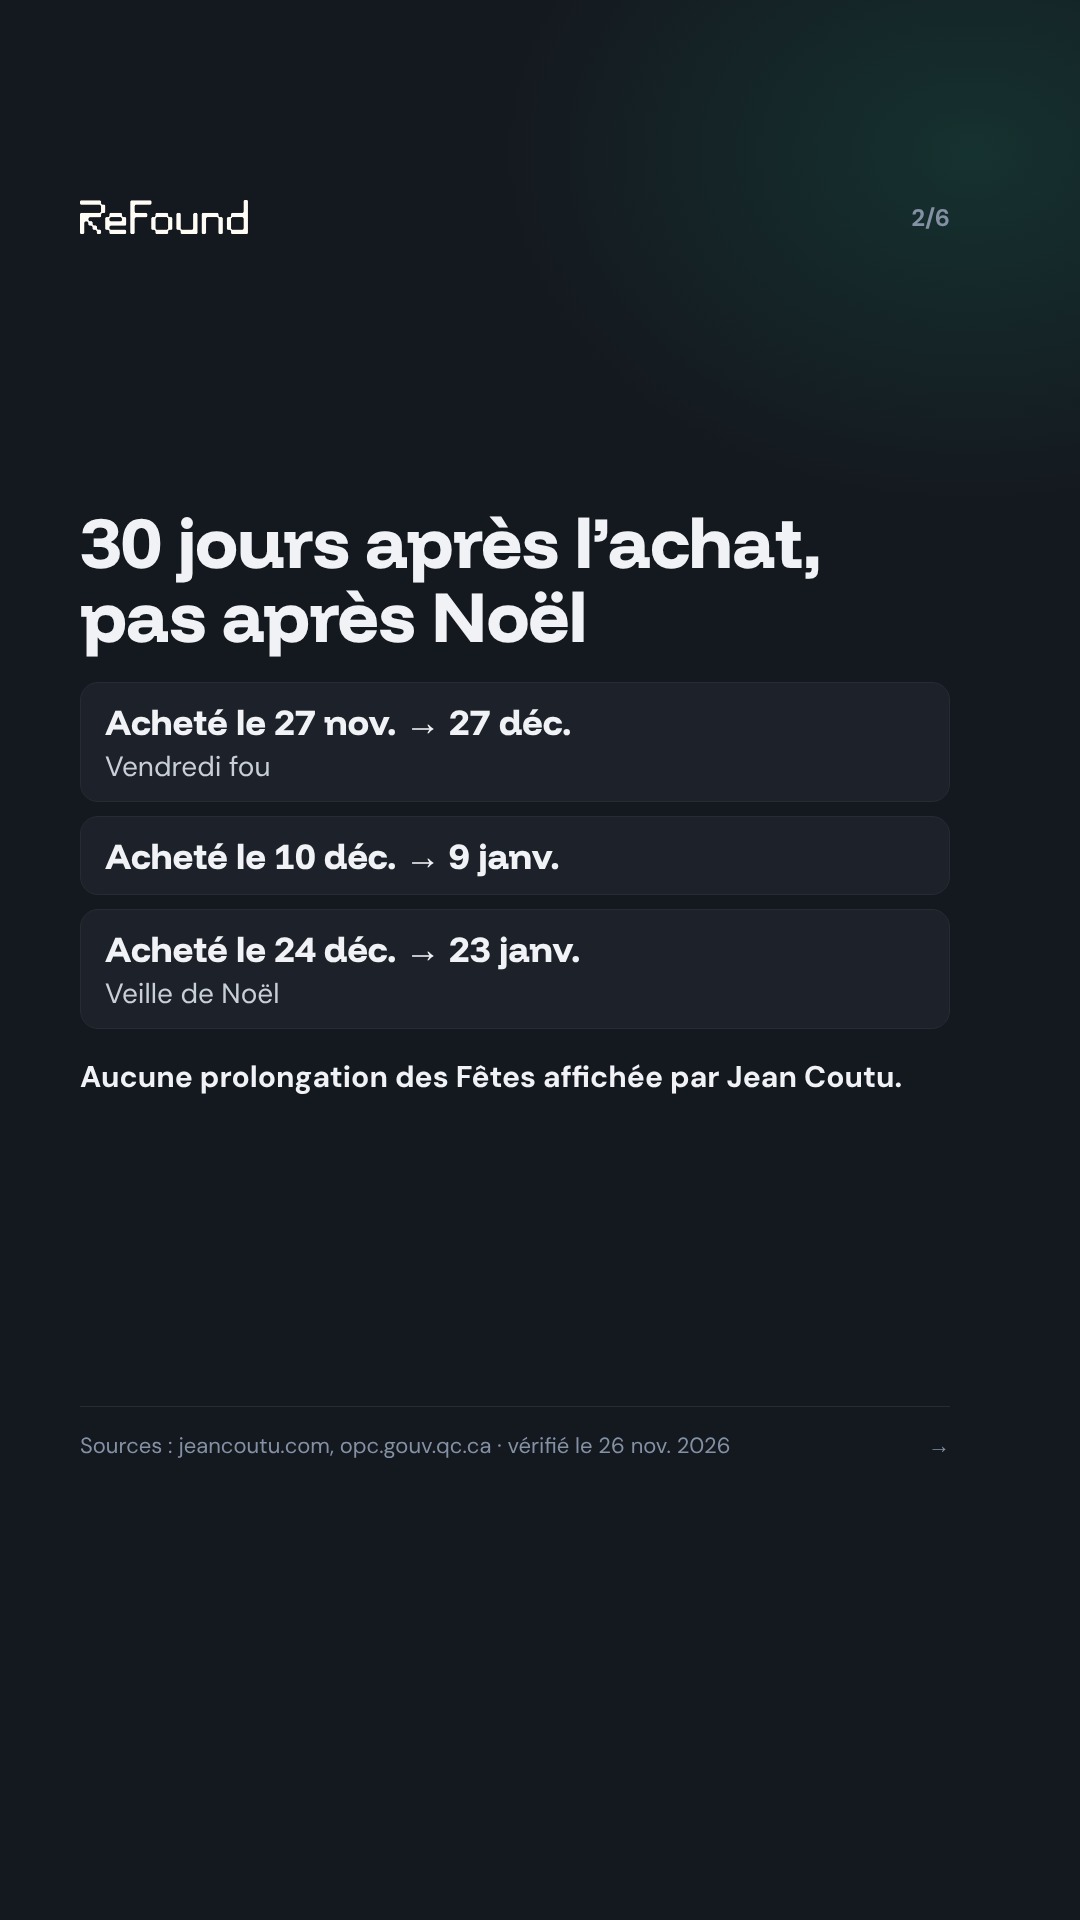 ReFound
2/6
30 jours après l’achat,
pas après Noël
Acheté le 27 nov. → 27 déc.
Vendredi fou
Acheté le 10 déc. → 9 janv.
Acheté le 24 déc. → 23 janv.
Veille de Noël
Aucune prolongation des Fêtes affichée par Jean Coutu.
Sources : jeancoutu.com, opc.gouv.qc.ca · vérifié le 26 nov. 2026 →